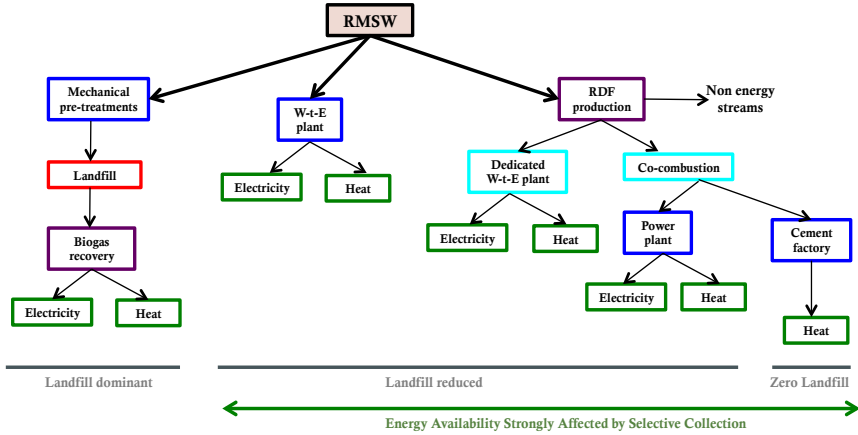 RMSW
Mechanical
pre-treatments
W-t-E
plant
RDF
production
Non energy
streams
Landfill
Electricity
Heat
Dedicated
W-t-E plant
Co-combustion
Biogas
recovery
Electricity
Heat
Power
plant
Cement
factory
Electricity
Heat
Electricity
Heat
Heat
Landfill dominant
Landfill reduced
Zero Landfill
Energy Availability Strongly Affected by Selective Collection